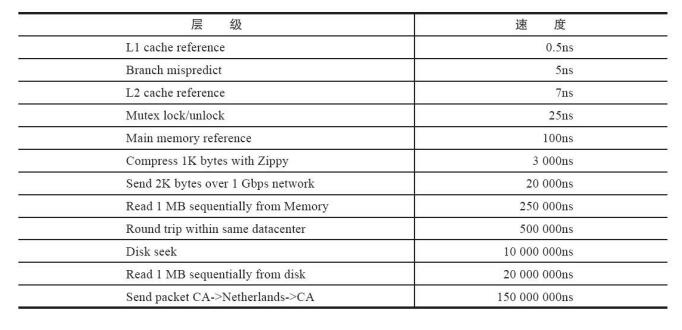 层 级 速 度
L1 cache reference 0.5ns
Branch mispredict 5ns
L2 cache reference 7ns
Mutex lock/unlock 25ns
Main memory reference 100ns
Compress 1K bytes with Zippy 3 000ns
Send 2K bytes over 1 Gbps network 20 000ns
Read 1 MB sequentially from Memory 250 000ns
Round trip within same datacenter 500 000ns
Disk seek 10 000 000ns
Read 1 MB sequentially from disk 20 000 000ns
Send packet CA->Netherlands->CA 150 000 000ns